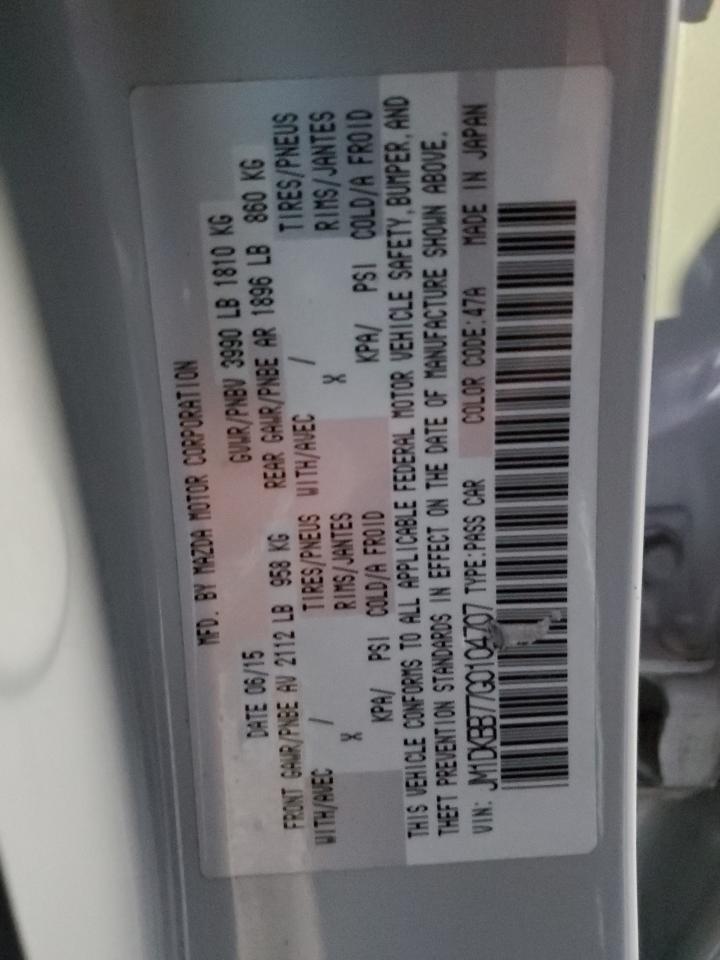 MFD. BY MAZDA MOTOR CORPORATION
DATE 06/15 GVWR/PNBV 3990 LB 1810 KG
FRONT GAWR/PNBE AV 2112 LB 958 KG REAR GAWR/PNBE AR 1896 LB 860 KG
WITH/AVEC / TIRES/PNEUS WITH/AVEC / TIRES/PNEUS
X RIMS/JANTES X RIMS/JANTES
KPA/ PSI COLD/A FROID KPA/ PSI COLD/A FROID
THIS VEHICLE CONFORMS TO ALL APPLICABLE FEDERAL MOTOR VEHICLE SAFETY, BUMPER, AND
THEFT PREVENTION STANDARDS IN EFFECT ON THE DATE OF MANUFACTURE SHOWN ABOVE.
VIN: JM1DKBB77G0104707 TYPE:PASS CAR COLOR CODE:47A MADE IN JAPAN